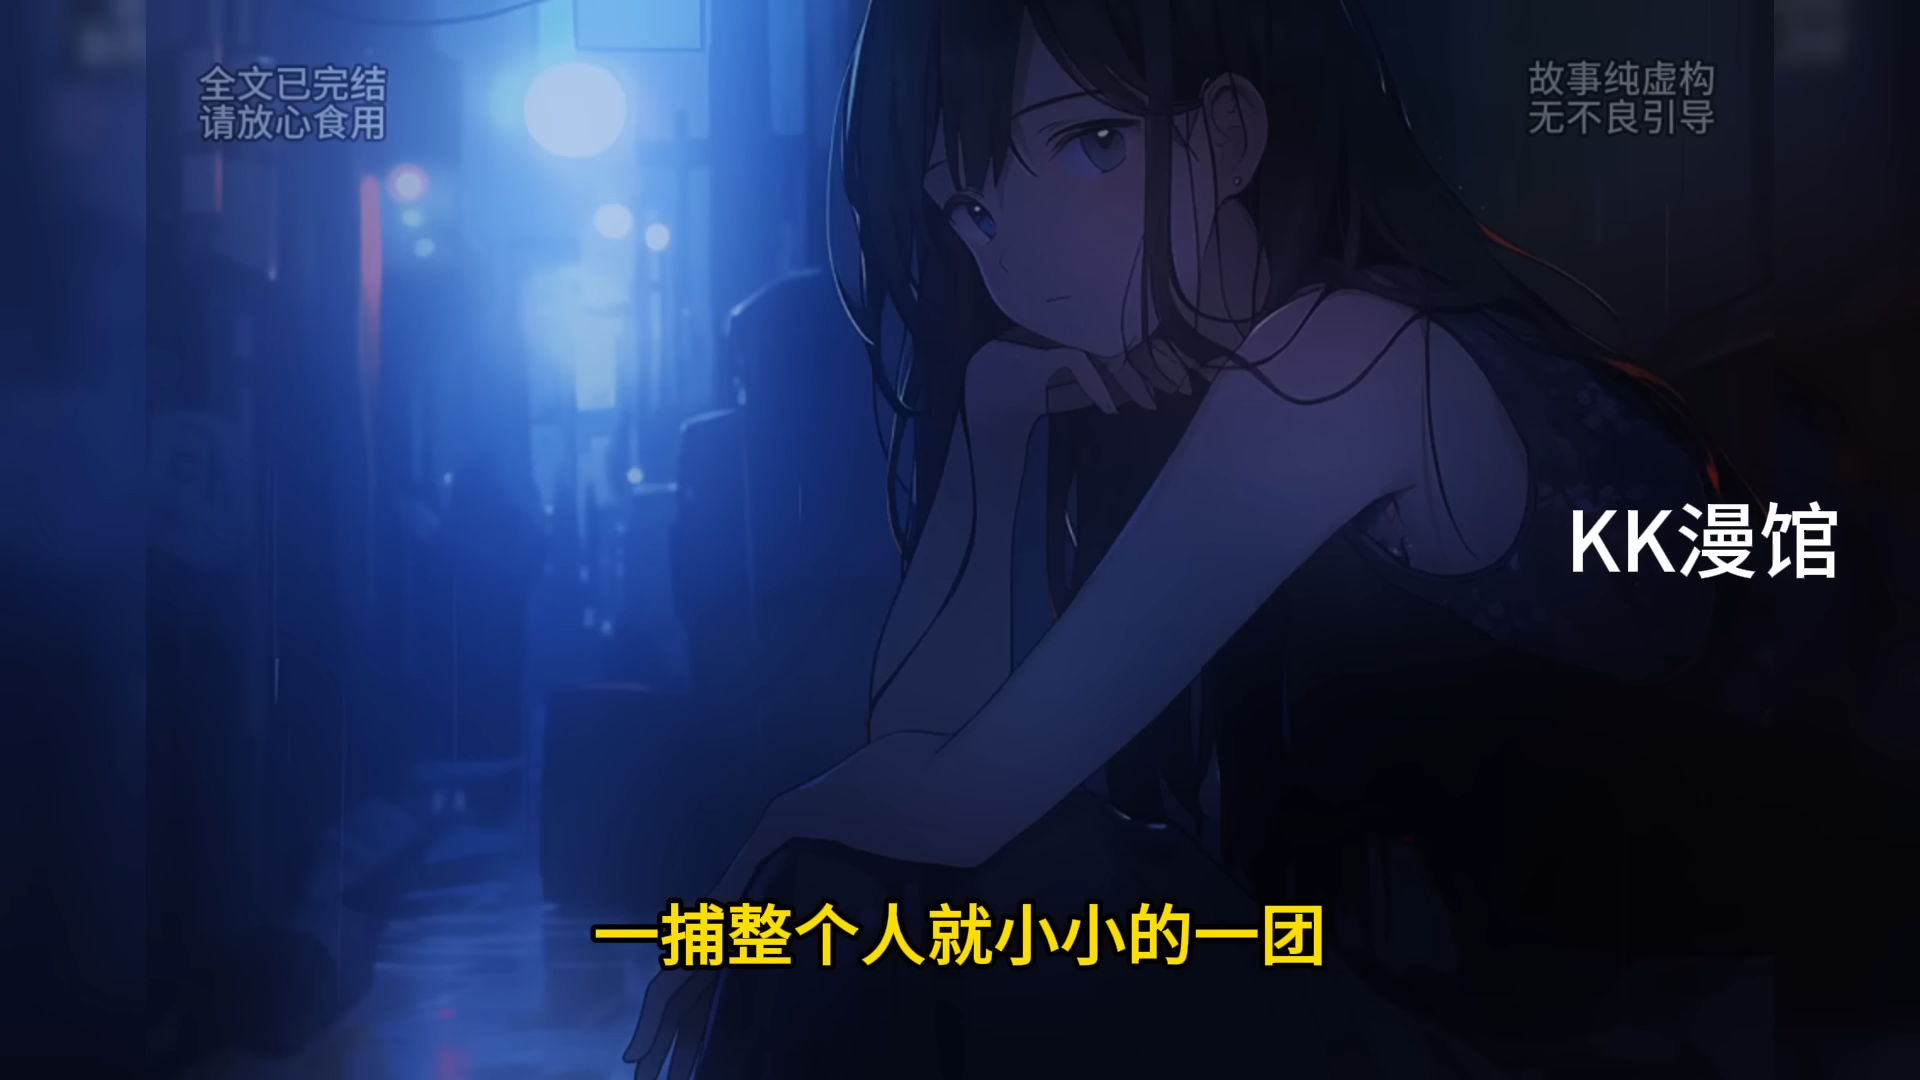 全文已完结
请放心食用
故事纯虚构
无不良引导
KK漫馆
一捕整个人就小小的一团